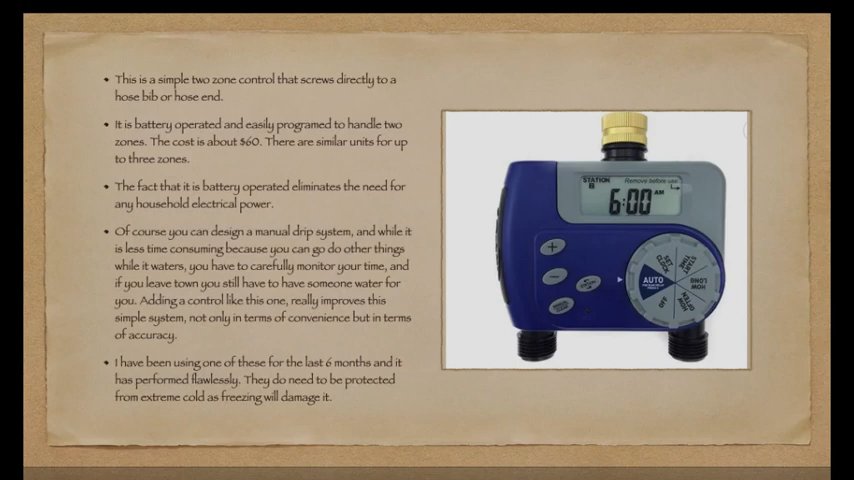 • This is a simple two zone control that screws directly to a
hose bib or hose end.
• It is battery operated and easily programed to handle two
zones. The cost is about $60. There are similar units for up
to three zones.
• The fact that it is battery operated eliminates the need for
any household electrical power.
• Of course you can design a manual drip system, and while it
is less time consuming because you can go do other things
while it waters, you have to carefully monitor your time, and
if you leave town you still have to have someone water for
you. Adding a control like this one, really improves this
simple system, not only in terms of convenience but in terms
of accuracy.
• I have been using one of these for the last 6 months and it
has performed flawlessly. They do need to be protected
from extreme cold as freezing will damage it.
STATION
Remove before use
6:00 AM
+
−
SET
CLOCK
START
TIME
HOW
LONG
HOW
OFTEN
OFF
AUTO